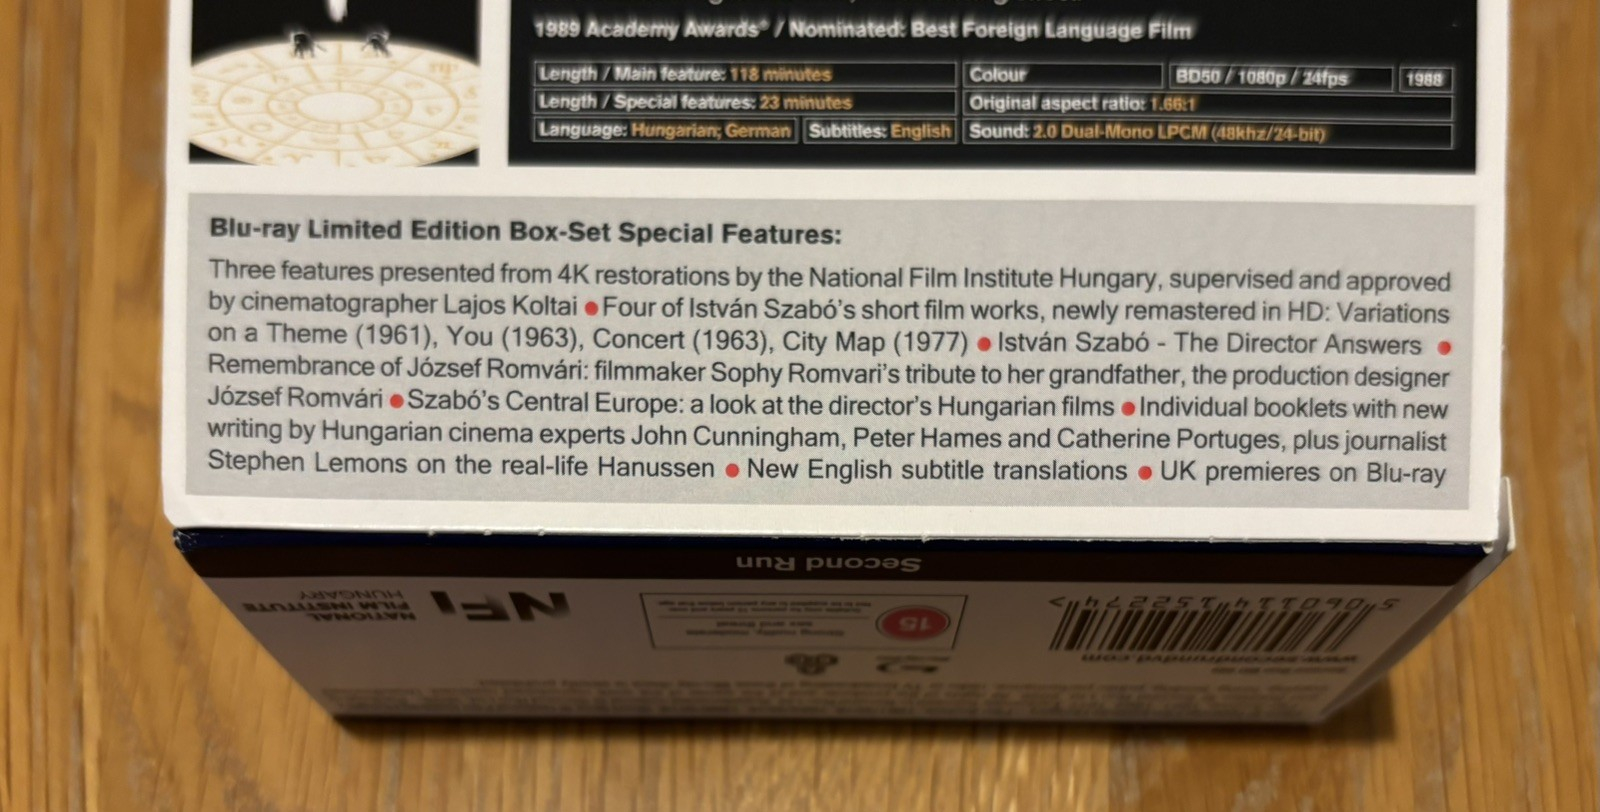 1989 Academy Awards® / Nominated: Best Foreign Language Film
Length / Main feature: 118 minutes
Colour
BD50 / 1080p / 24fps
1988
Length / Special features: 23 minutes
Original aspect ratio: 1.66:1
Language: Hungarian; German
Subtitles: English
Sound: 2.0 Dual-Mono LPCM (48khz/24-bit)
Blu-ray Limited Edition Box-Set Special Features:
Three features presented from 4K restorations by the National Film Institute Hungary, supervised and approved
by cinematographer Lajos Koltai ● Four of István Szabó's short film works, newly remastered in HD: Variations
on a Theme (1961), You (1963), Concert (1963), City Map (1977) ● István Szabó - The Director Answers ●
Remembrance of József Romvári: filmmaker Sophy Romvari's tribute to her grandfather, the production designer
József Romvári ● Szabó's Central Europe: a look at the director's Hungarian films ● Individual booklets with new
writing by Hungarian cinema experts John Cunningham, Peter Hames and Catherine Portuges, plus journalist
Stephen Lemons on the real-life Hanussen ● New English subtitle translations ● UK premieres on Blu-ray
Second Run
NATIONAL
FILM INSTITUTE
HUNGARY
NFI
15
5 060114 152274 >
www.secondrundvd.com